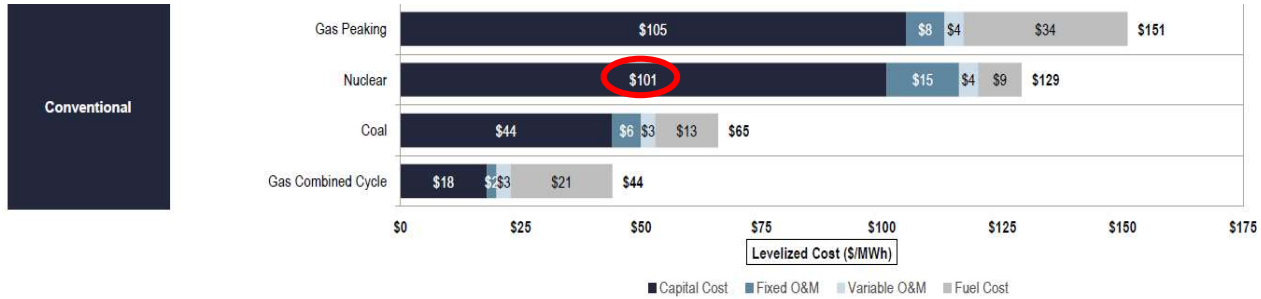 Gas Peaking $105 $8 $4 $34 $151
Nuclear $101 $15 $4 $9 $129
Conventional
Coal $44 $6 $3 $13 $65
Gas Combined Cycle $18 $2 $3 $21 $44
$0 $25 $50 $75 $100 $125 $150 $175
Levelized Cost ($/MWh)
Capital Cost Fixed O&M Variable O&M Fuel Cost